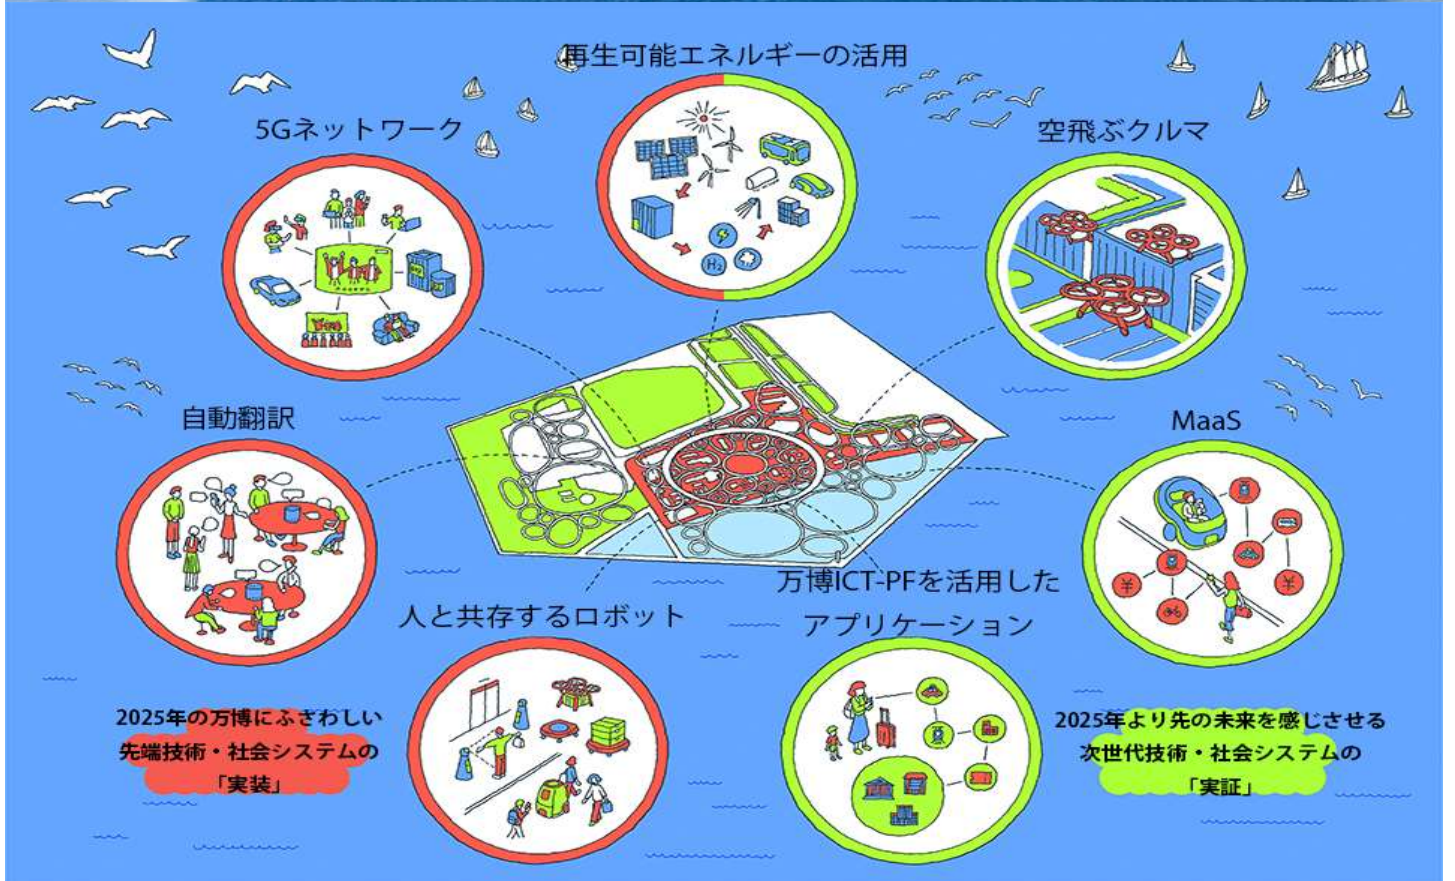 再生可能エネルギーの活用
5Gネットワーク
空飛ぶクルマ
自動翻訳
MaaS
人と共存するロボット
万博ICT-PFを活用した
アプリケーション
2025年の万博にふさわしい
先端技術・社会システムの
「実装」
2025年より先の未来を感じさせる
次世代技術・社会システムの
「実証」
H2
¥
¥